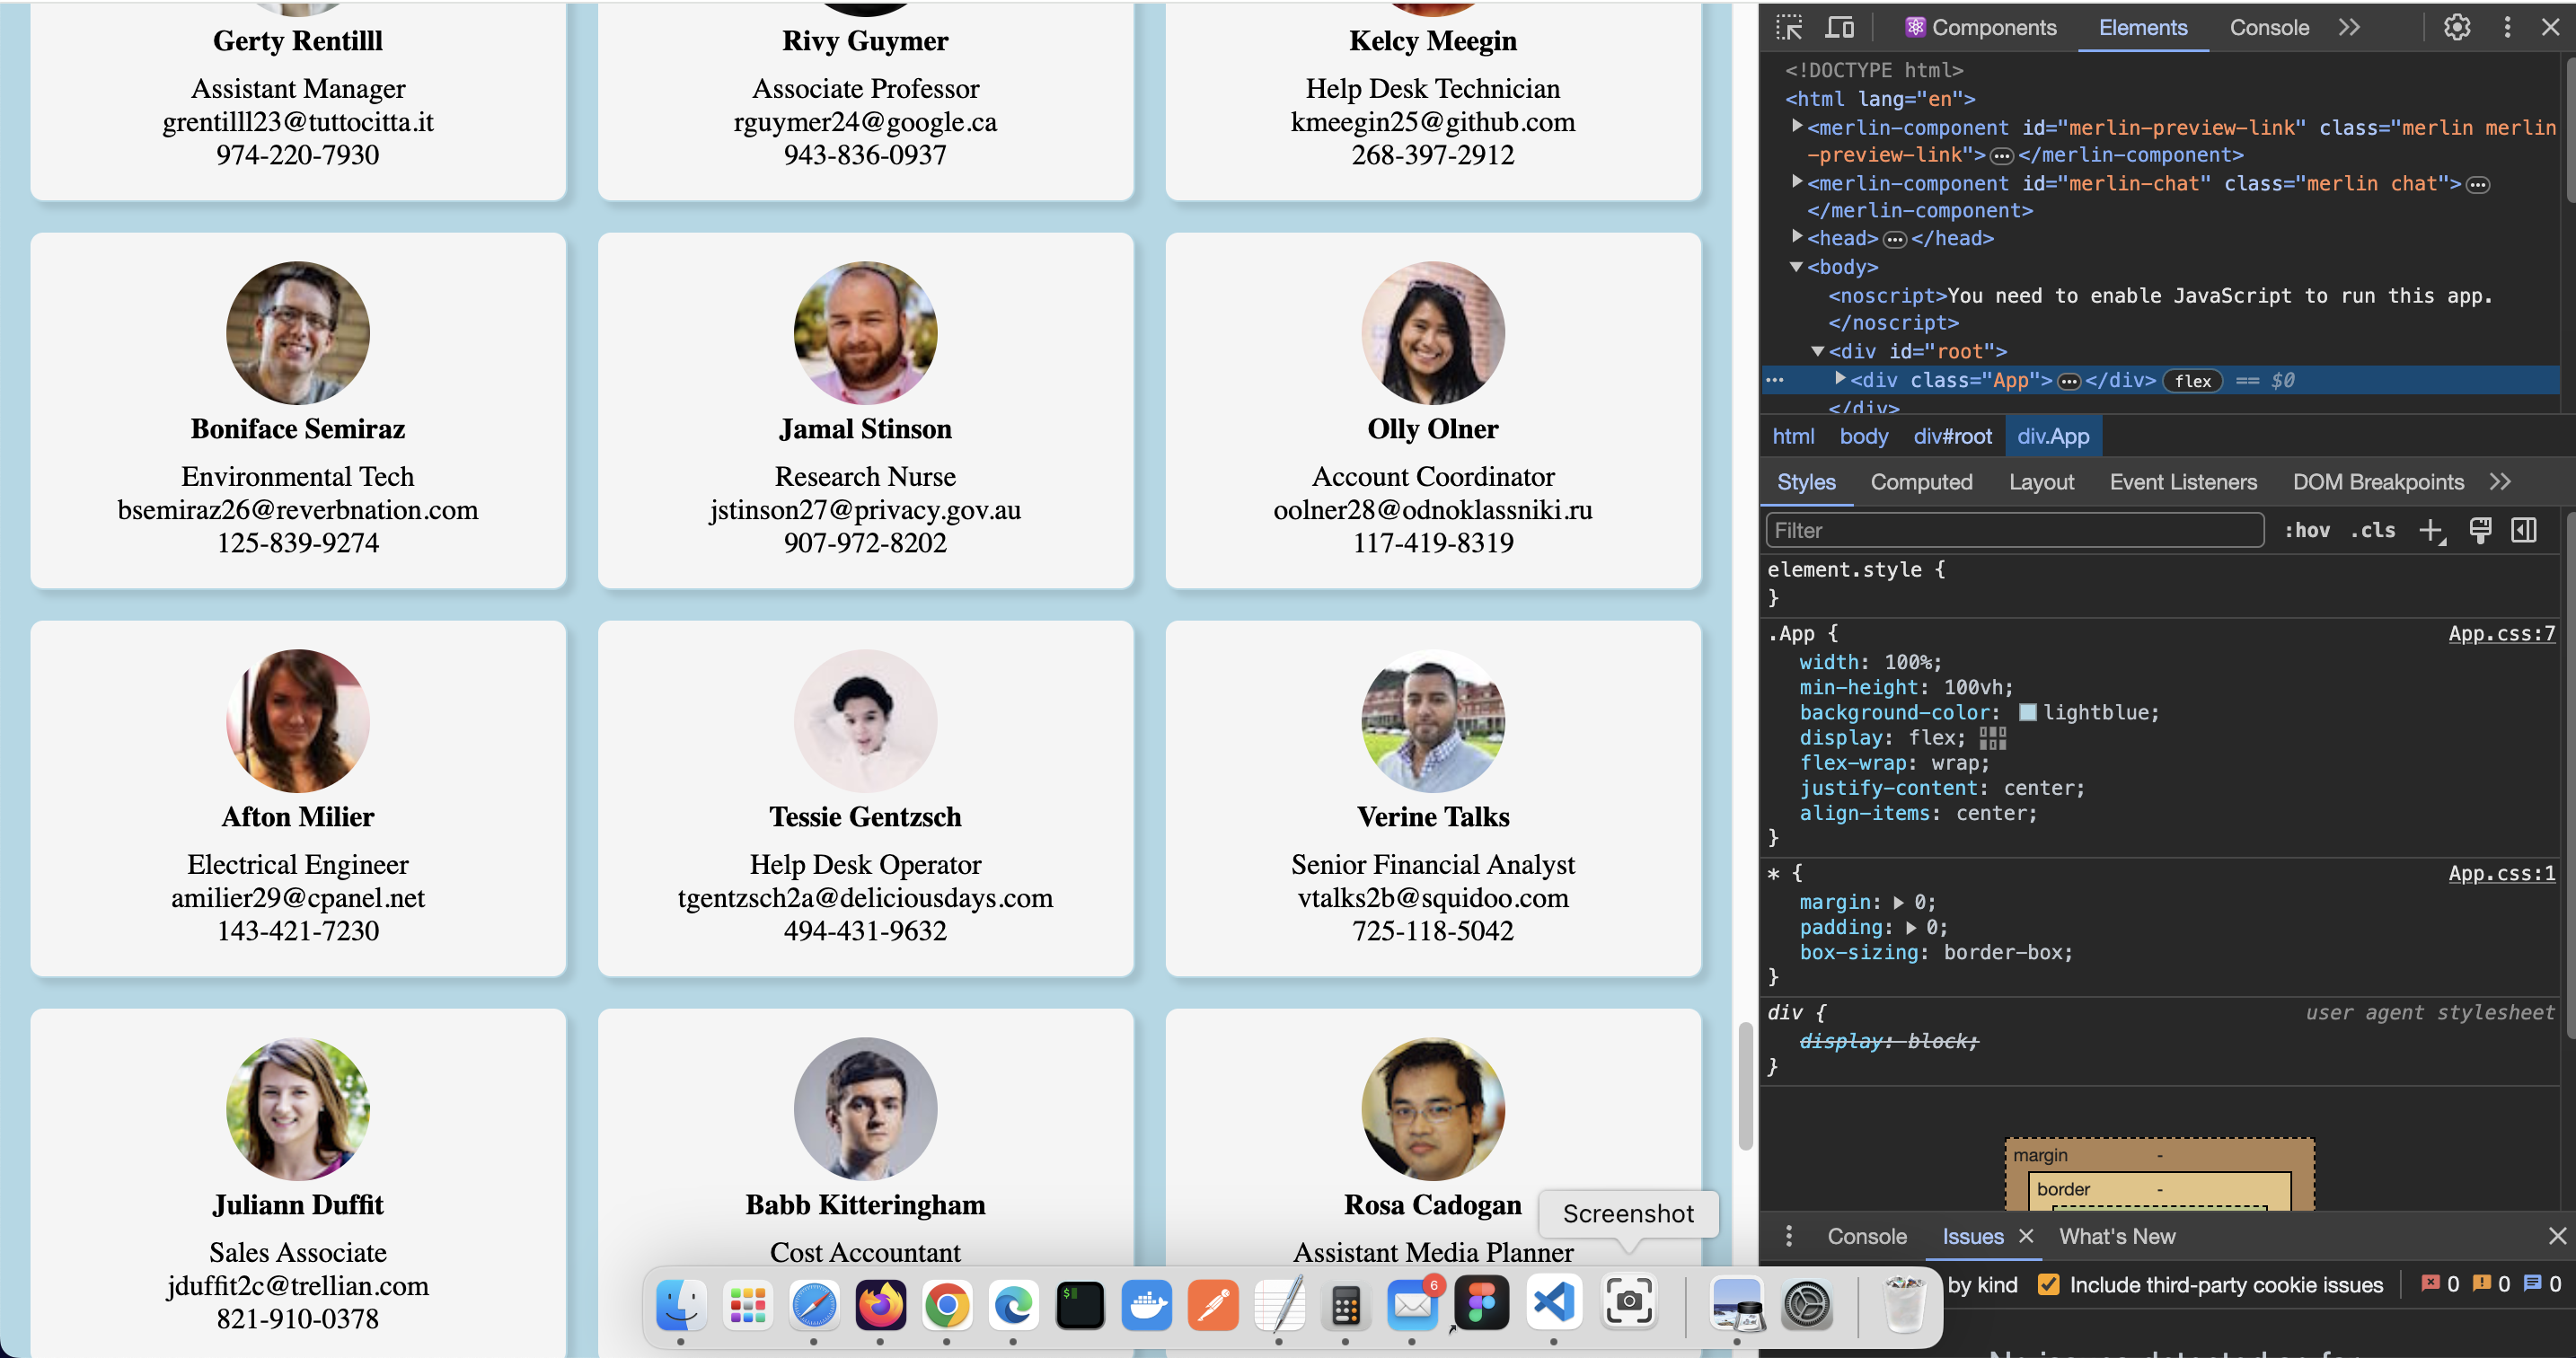 Gerty Rentilll
Assistant Manager
grentilll23@tuttocitta.it
974-220-7930
Rivy Guymer
Associate Professor
rguymer24@google.ca
943-836-0937
Kelcy Meegin
Help Desk Technician
kmeegin25@github.com
268-397-2912
Boniface Semiraz
Environmental Tech
bsemiraz26@reverbnation.com
125-839-9274
Jamal Stinson
Research Nurse
jstinson27@privacy.gov.au
907-972-8202
Olly Olner
Account Coordinator
oolner28@odnoklassniki.ru
117-419-8319
Afton Milier
Electrical Engineer
amilier29@cpanel.net
143-421-7230
Tessie Gentzsch
Help Desk Operator
tgentzsch2a@deliciousdays.com
494-431-9632
Verine Talks
Senior Financial Analyst
vtalks2b@squidoo.com
725-118-5042
Juliann Duffit
Sales Associate
jduffit2c@trellian.com
821-910-0378
Babb Kitteringham
Cost Accountant
Rosa Cadogan
Assistant Media Planner
Screenshot
6
$
Components Elements Console
<!DOCTYPE html>
<html lang="en">
<merlin-component id="merlin-preview-link" class="merlin merlin
-preview-link">…</merlin-component>
<merlin-component id="merlin-chat" class="merlin chat">…
</merlin-component>
<head>…</head>
<body>
<noscript>You need to enable JavaScript to run this app.
</noscript>
<div id="root">
… <div class="App">…</div> flex == $0
</div>
html body div#root div.App
Styles Computed Layout Event Listeners DOM Breakpoints
Filter :hov .cls
element.style {
}
.App { App.css:7
width: 100%;
min-height: 100vh;
background-color: lightblue;
display: flex;
flex-wrap: wrap;
justify-content: center;
align-items: center;
}
* { App.css:1
margin: 0;
padding: 0;
box-sizing: border-box;
}
div { user agent stylesheet
display: block;
}
margin -
border -
Console Issues What's New
by kind Include third-party cookie issues 0 0 0